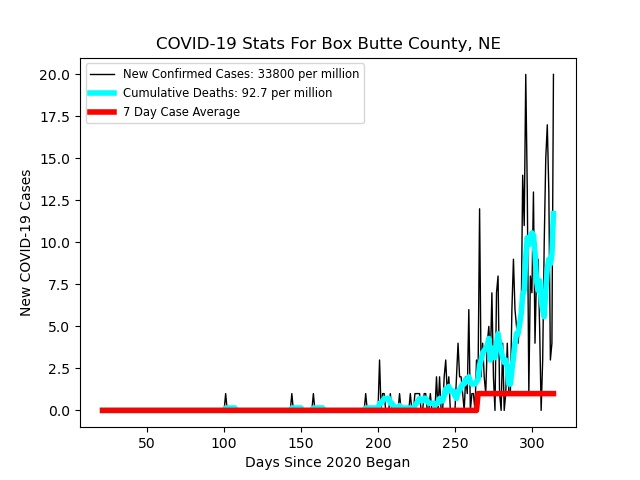 COVID-19 Stats For Box Butte County, NE
New Confirmed Cases: 33800 per million
Cumulative Deaths: 92.7 per million
7 Day Case Average
20.0
17.5
15.0
12.5
10.0
7.5
5.0
2.5
0.0
New COVID-19 Cases
50 100 150 200 250 300
Days Since 2020 Began